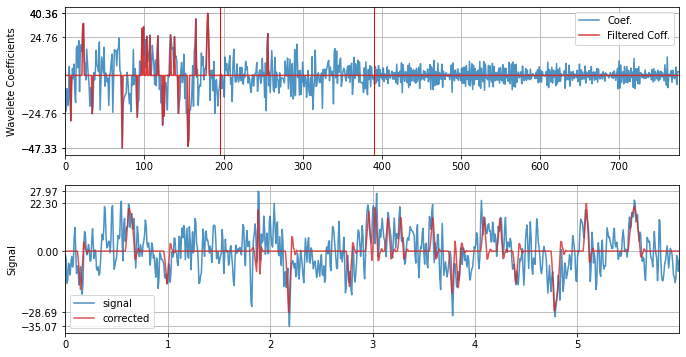 40.36
24.76
−24.76
−47.33
Wavelete Coefficients
Coef.
Filtered Coff.
0 100 200 300 400 500 600 700
27.97
22.30
0.00
−28.69
−35.07
Signal
signal
corrected
0 1 2 3 4 5